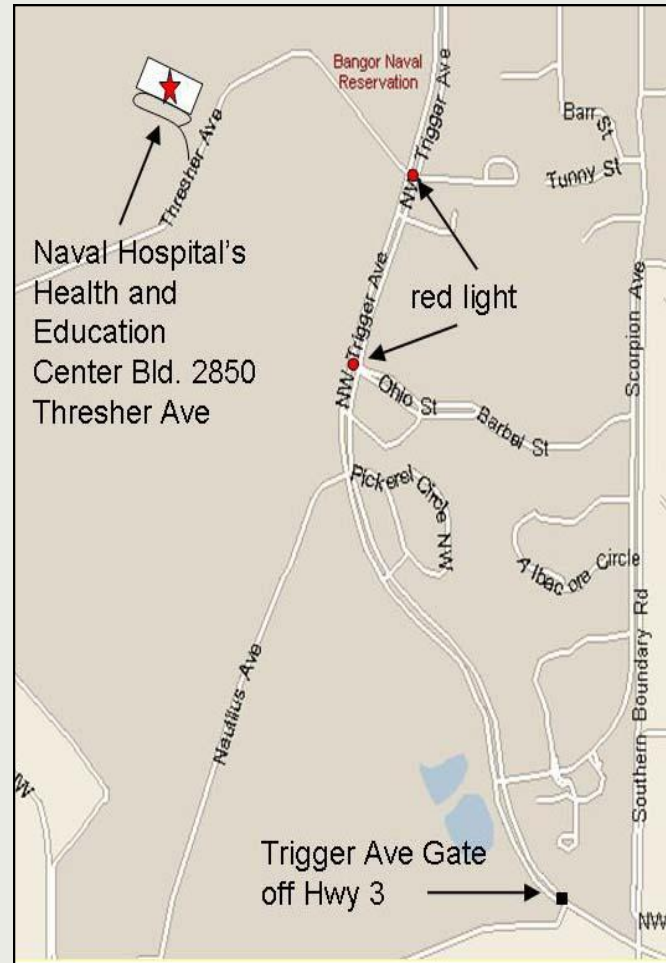 Bangor Naval
Reservation
NW Trigger Ave
Barr St
Tunny St
Thresher Ave
Naval Hospital's
Health and
Education
Center Bld. 2850
Thresher Ave
red light
NW Trigger Ave
Scorpion Ave
Ohio St
Barbel St
Pickerel Circle NW
Albacore Circle
Nautilus Ave
Southern Boundary Rd
NW
Trigger Ave Gate
off Hwy 3
NW